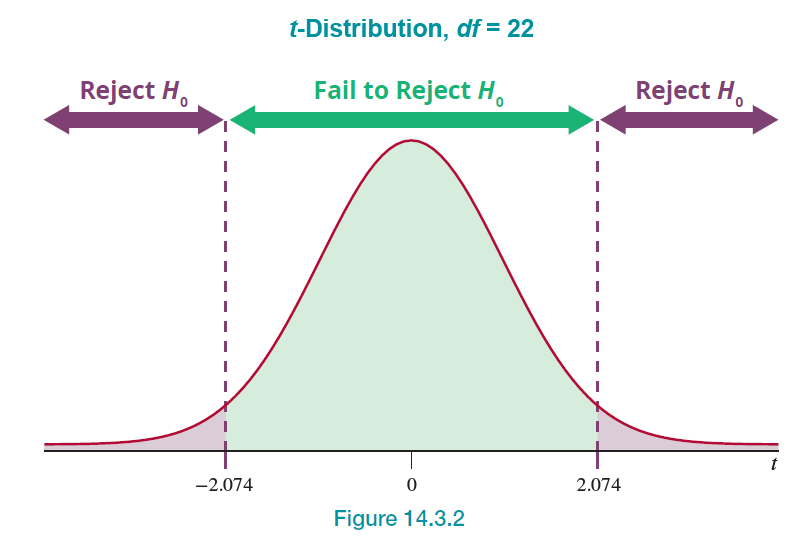 t-Distribution, df = 22
Reject H₀ Fail to Reject H₀ Reject H₀
−2.074 0 2.074 t
Figure 14.3.2